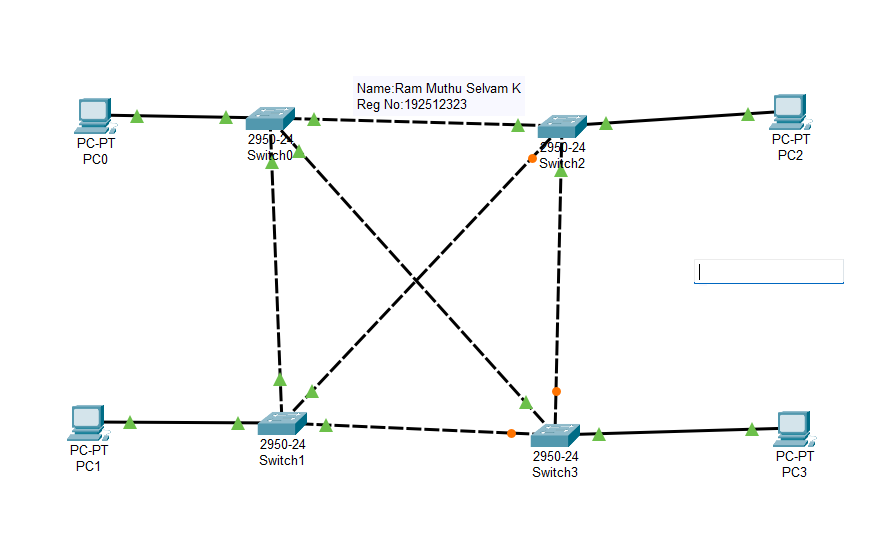 Name:Ram Muthu Selvam K
Reg No:192512323
PC-PT
PC0
2950-24
Switch0
2950-24
Switch2
PC-PT
PC2
PC-PT
PC1
2950-24
Switch1
2950-24
Switch3
PC-PT
PC3